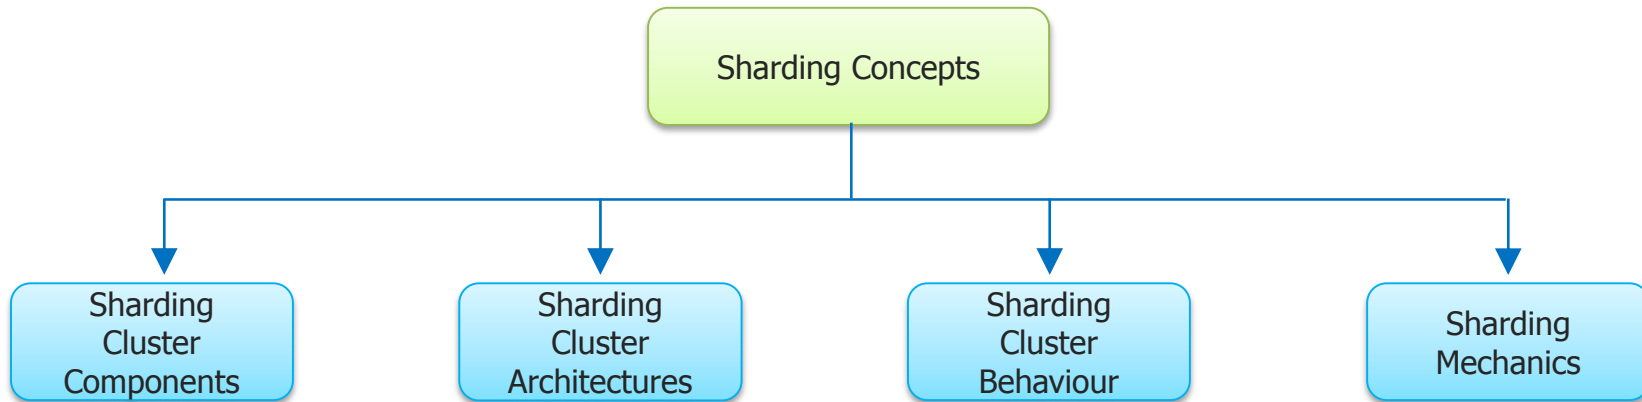 Sharding Concepts
Sharding
Cluster
Components
Sharding
Cluster
Architectures
Sharding
Cluster
Behaviour
Sharding
Mechanics